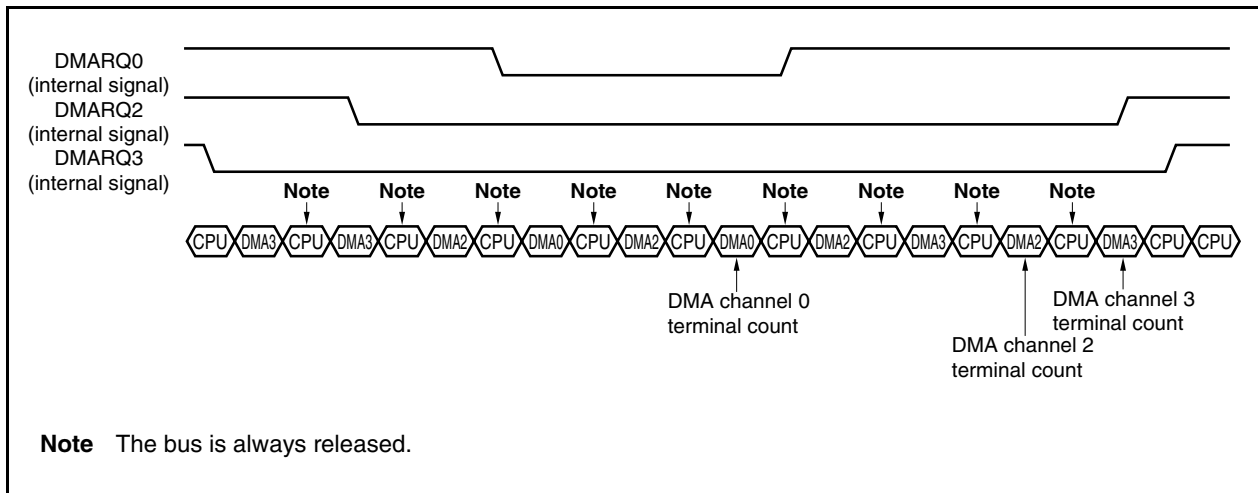 DMARQ0
(internal signal)
DMARQ2
(internal signal)
DMARQ3
(internal signal)
Note Note Note Note Note Note Note Note Note
CPU DMA3 CPU DMA3 CPU DMA2 CPU DMA0 CPU DMA2 CPU DMA0 CPU DMA2 CPU DMA3 CPU DMA2 CPU DMA3 CPU CPU
DMA channel 0
terminal count
DMA channel 3
terminal count
DMA channel 2
terminal count
Note The bus is always released.